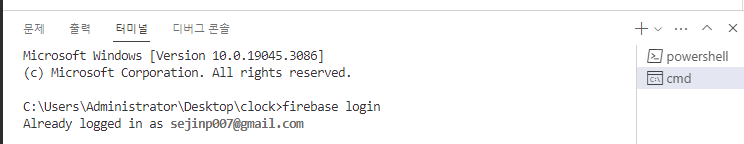 문제 출력 터미널 디버그 콘솔
Microsoft Windows [Version 10.0.19045.3086]
(c) Microsoft Corporation. All rights reserved.
C:\Users\Administrator\Desktop\clock>firebase login
Already logged in as sejinp007@gmail.com
powershell
cmd